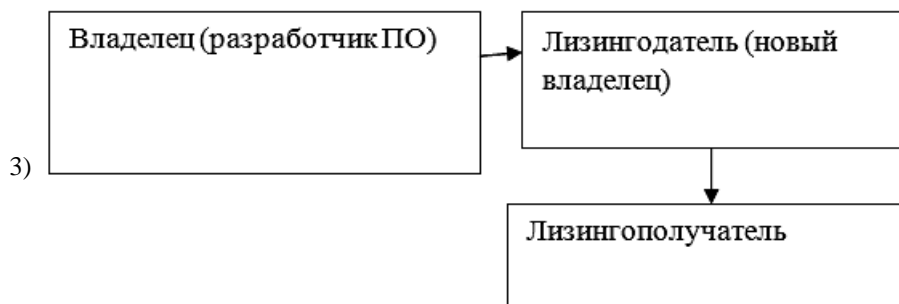 Владелец (разработчик ПО)
Лизингодатель (новый
владелец)
3)
Лизингополучатель